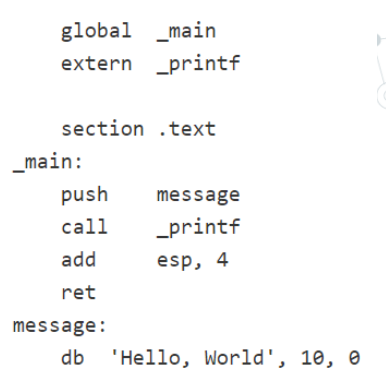 global _main
extern _printf
section .text
_main:
push message
call _printf
add esp, 4
ret
message:
db 'Hello, World', 10, 0